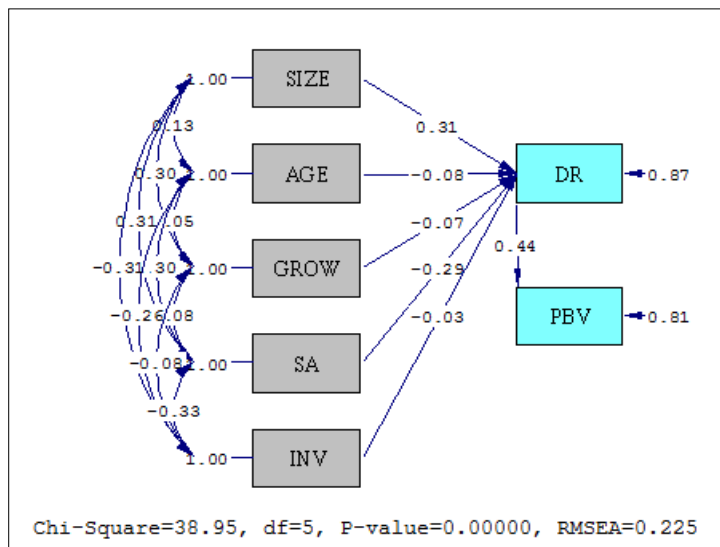 1.00
SIZE
0.13
0.31
0.30
1.00
AGE
-0.08
DR
0.87
0.31
.05
-0.07
0.44
-0.31
.30
1.00
GROW
-0.29
-0.26
.08
-0.03
PBV
0.81
-0.08
1.00
SA
-0.33
1.00
INV
Chi-Square=38.95, df=5, P-value=0.00000, RMSEA=0.225